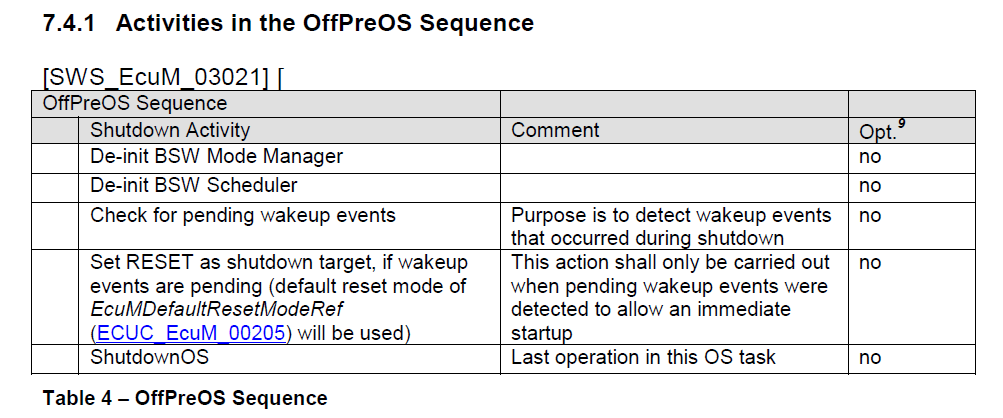 7.4.1 Activities in the OffPreOS Sequence
[SWS_EcuM_03021] ⌈
OffPreOS Sequence
Shutdown Activity Comment Opt.9
De-init BSW Mode Manager no
De-init BSW Scheduler no
Check for pending wakeup events Purpose is to detect wakeup events no
that occurred during shutdown
Set RESET as shutdown target, if wakeup This action shall only be carried out no
events are pending (default reset mode of when pending wakeup events were
EcuMDefaultResetModeRef detected to allow an immediate
(ECUC_EcuM_00205) will be used) startup
ShutdownOS Last operation in this OS task no
Table 4 – OffPreOS Sequence